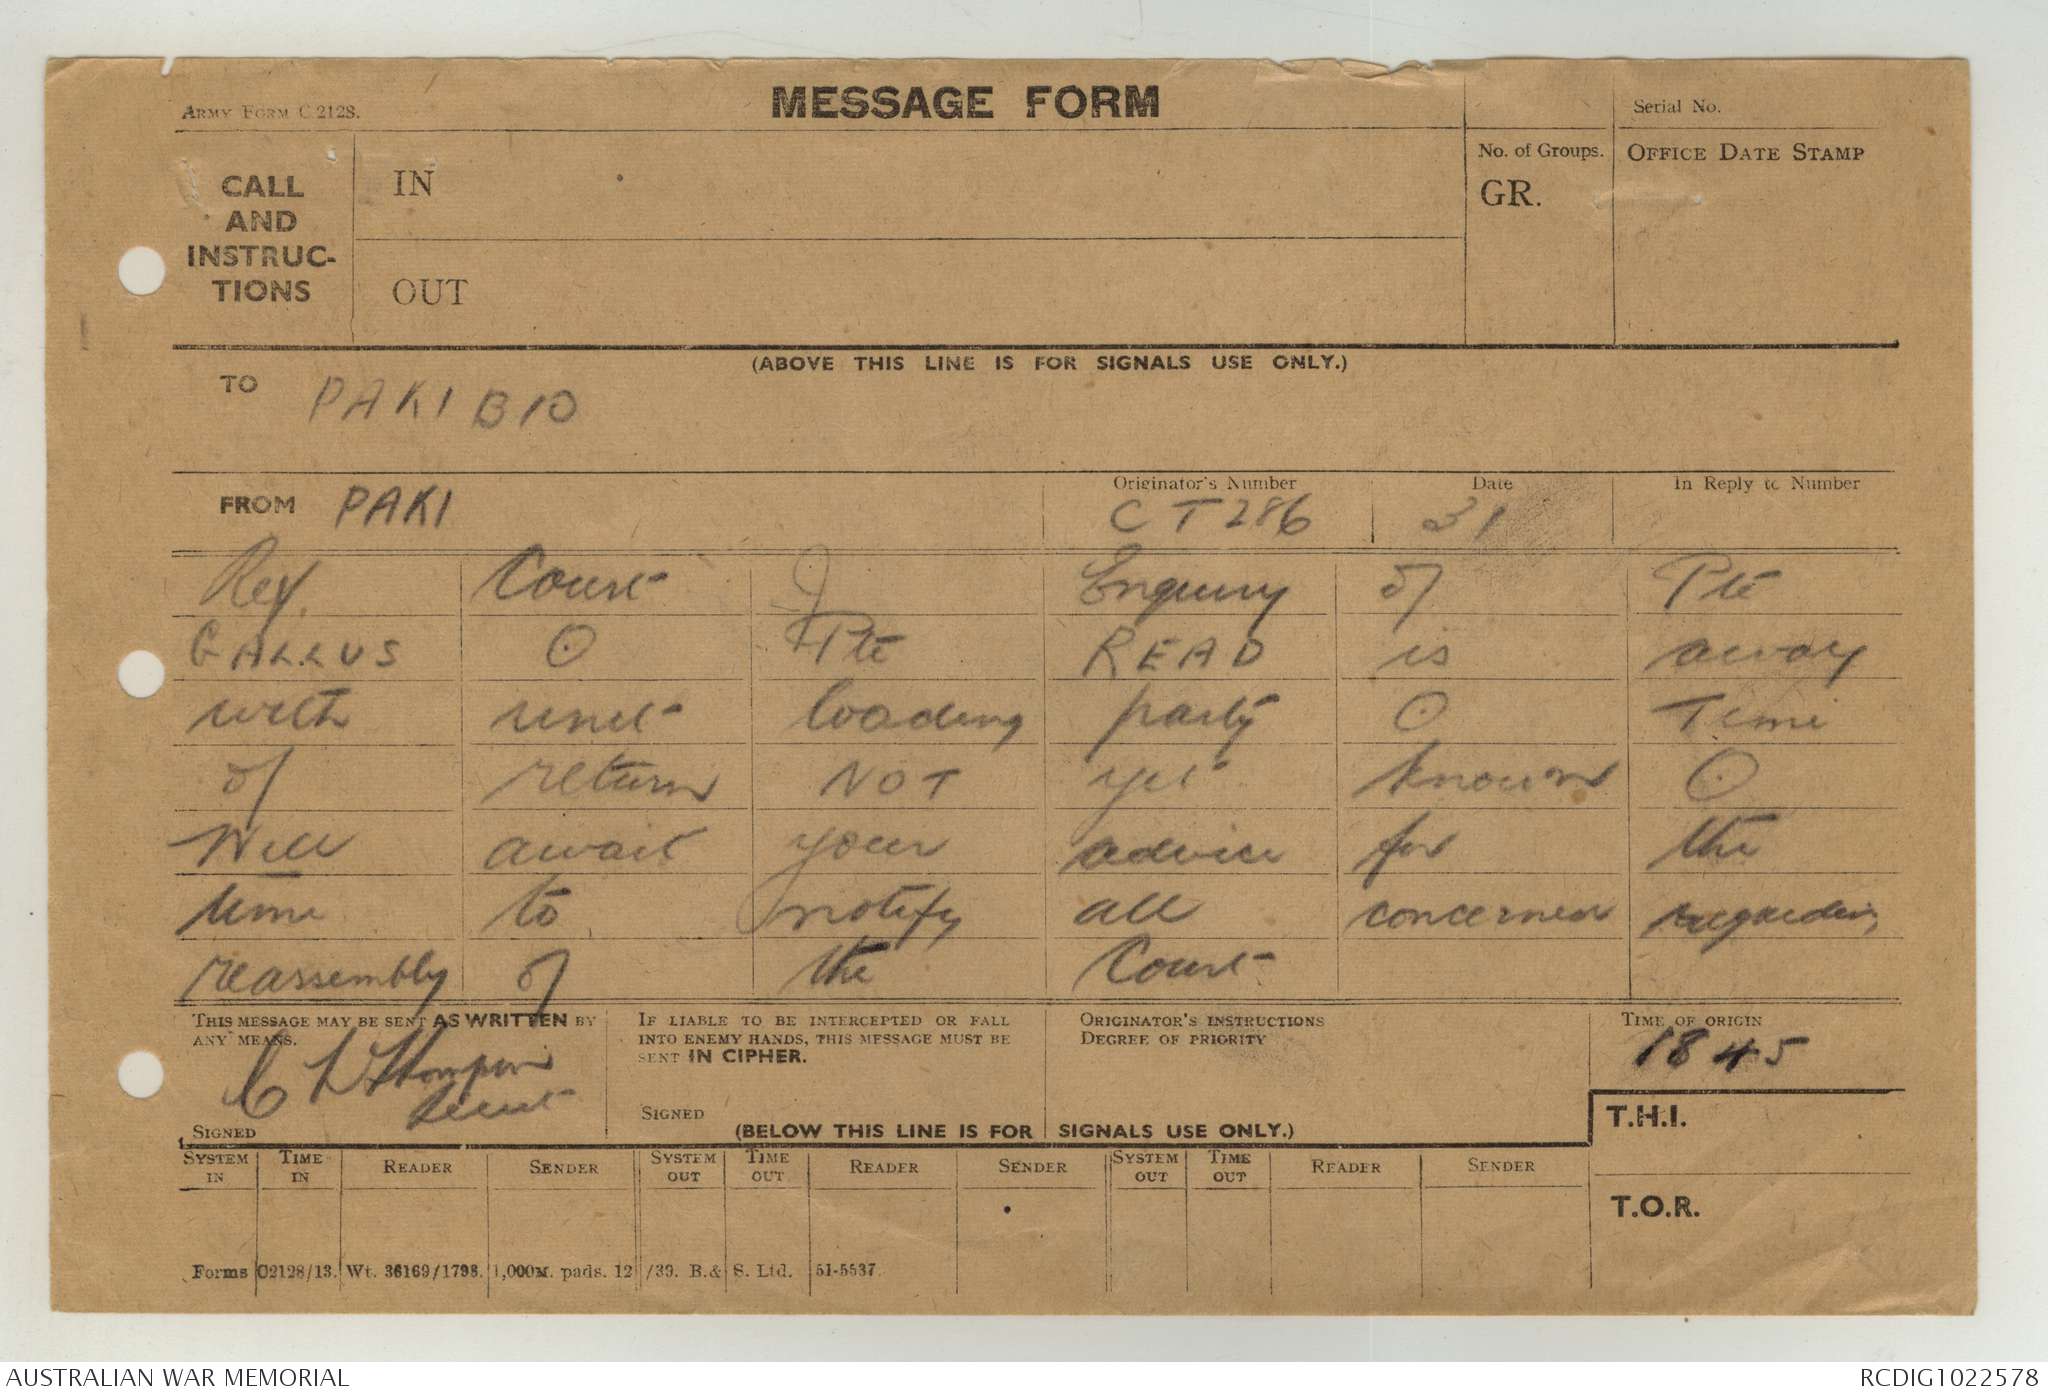 ARMY FORM C 2128.
MESSAGE FORM
Serial No.
CALL AND INSTRUC-TIONS
IN
No. of Groups.
GR.
OFFICE DATE STAMP
OUT
(ABOVE THIS LINE IS FOR SIGNALS USE ONLY.)
TO PAKI B10
FROM PAKI
Originator's Number
CT286
Date
31
In Reply to Number
Court Enquiry of Pte
GALLUS O Pte READ is away
with unit loading party O Time
of return NOT yet known O
Will await your advice for the
time to notify all concerned regarding
reassembly of the Court
THIS MESSAGE MAY BE SENT AS WRITTEN BY
ANY MEANS.
C Thompson
SIGNED
IF LIABLE TO BE INTERCEPTED OR FALL
INTO ENEMY HANDS, THIS MESSAGE MUST BE
SENT IN CIPHER.
SIGNED
ORIGINATOR'S INSTRUCTIONS
DEGREE OF PRIORITY
TIME OF ORIGIN
1845
T.H.I.
(BELOW THIS LINE IS FOR SIGNALS USE ONLY.)
SYSTEM IN TIME IN READER SENDER SYSTEM OUT TIME OUT READER SENDER SYSTEM OUT TIME OUT READER SENDER
T.O.R.
Forms C2128/13. Wt. 36169/1798. 1,000M. pads. 12/39. B.& S. Ltd. 51-5537.
AUSTRALIAN WAR MEMORIAL
RCDIG1022578